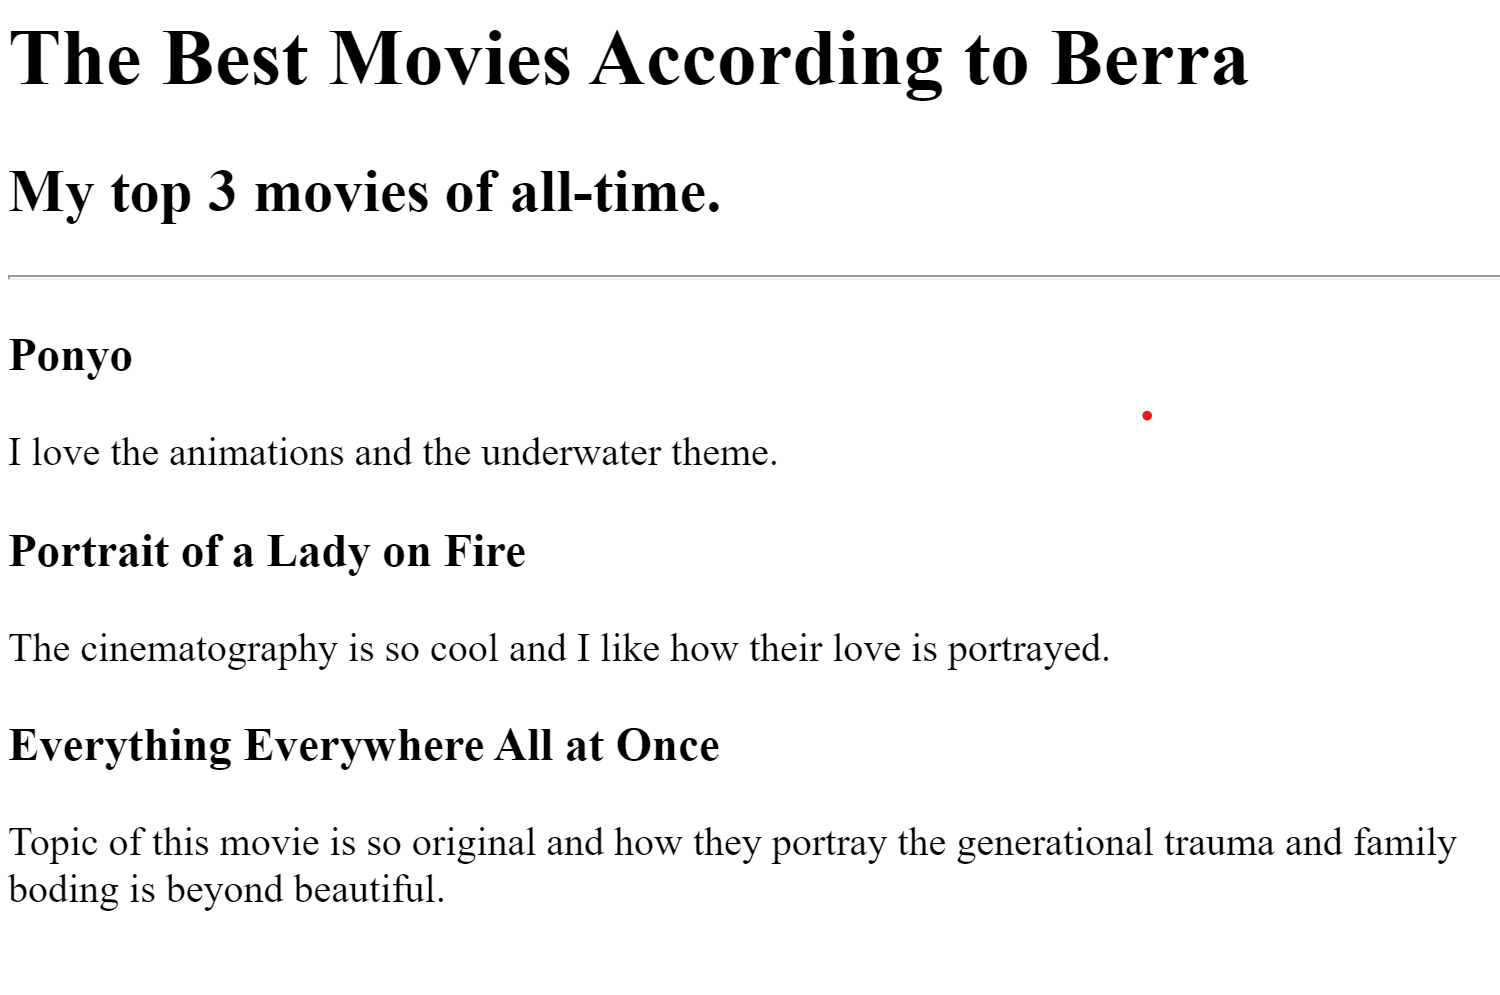 The Best Movies According to Berra
My top 3 movies of all-time.
Ponyo
I love the animations and the underwater theme.
Portrait of a Lady on Fire
The cinematography is so cool and I like how their love is portrayed.
Everything Everywhere All at Once
Topic of this movie is so original and how they portray the generational trauma and family
boding is beyond beautiful.